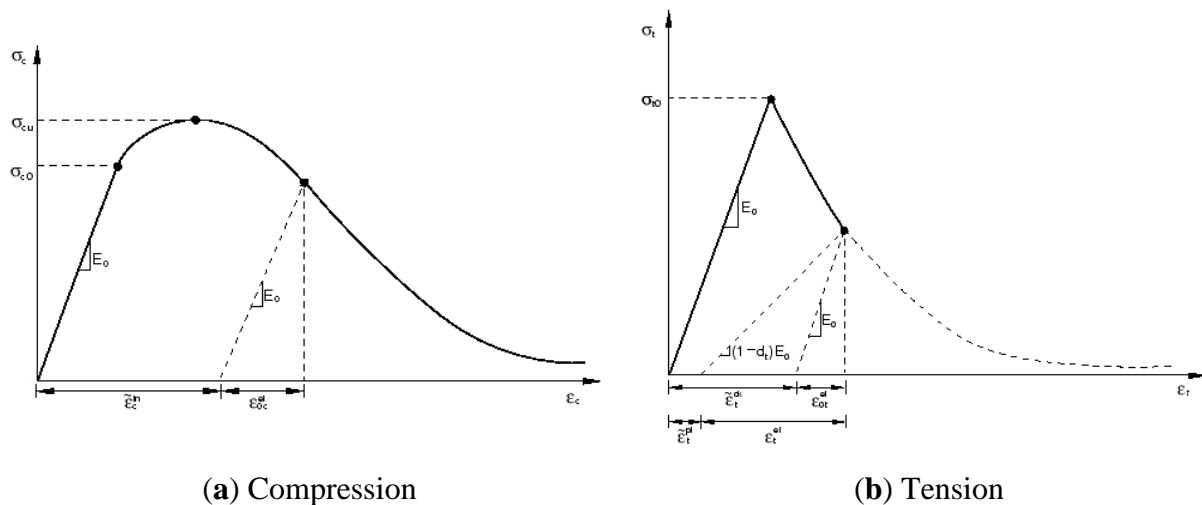 σc
σcu
σc0
E0
E0
ε̃c^in
ε0c^el
εc
(a) Compression
σt
σt0
E0
E0
(1-dt)E0
ε̃t^ck
ε0t^el
εt
ε̃t^pl
εt^el
(b) Tension